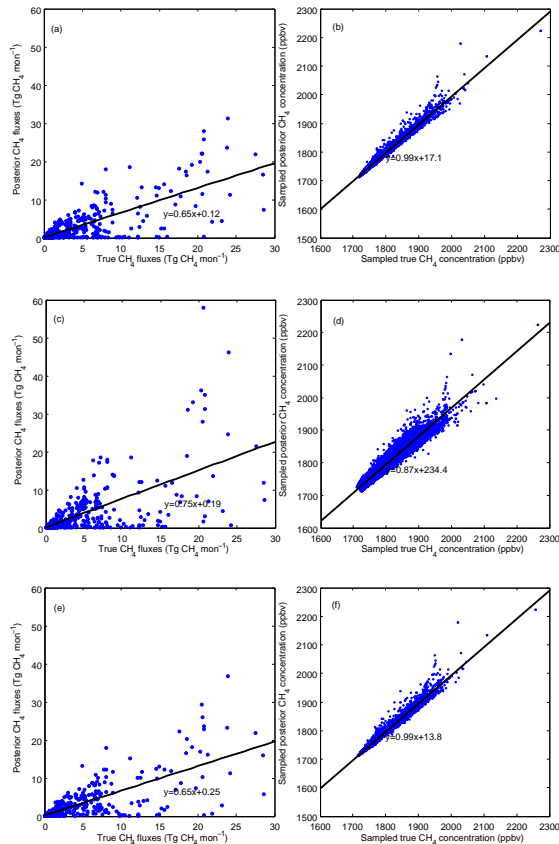 (a)
60
50
40
30
20
10
0
Posterior CH4 fluxes (Tg CH4 mon−1)
y=0.65x+0.12
0 5 10 15 20 25 30
True CH4 fluxes (Tg CH4 mon−1)
(b)
2300
2200
2100
2000
1900
1800
1700
1600
1500
Sampled posterior CH4 concentration (ppbv)
y=0.99x+17.1
1600 1700 1800 1900 2000 2100 2200 2300
Sampled true CH4 concentration (ppbv)
(c)
60
50
40
30
20
10
0
Posterior CH4 fluxes (Tg CH4 mon−1)
y=0.75x+0.19
0 5 10 15 20 25 30
True CH4 fluxes (Tg CH4 mon−1)
(d)
2300
2200
2100
2000
1900
1800
1700
1600
Sampled posterior CH4 concentration (ppbv)
y=0.87x+234.4
1600 1700 1800 1900 2000 2100 2200 2300
Sampled true CH4 concentration (ppbv)
(e)
60
50
40
30
20
10
0
Posterior CH4 fluxes (Tg CH4 mon−1)
y=0.65x+0.25
0 5 10 15 20 25 30
True CH4 fluxes (Tg CH4 mon−1)
(f)
2300
2200
2100
2000
1900
1800
1700
1600
1500
Sampled posterior CH4 concentration (ppbv)
y=0.99x+13.8
1600 1700 1800 1900 2000 2100 2200 2300
Sampled true CH4 concentration (ppbv)